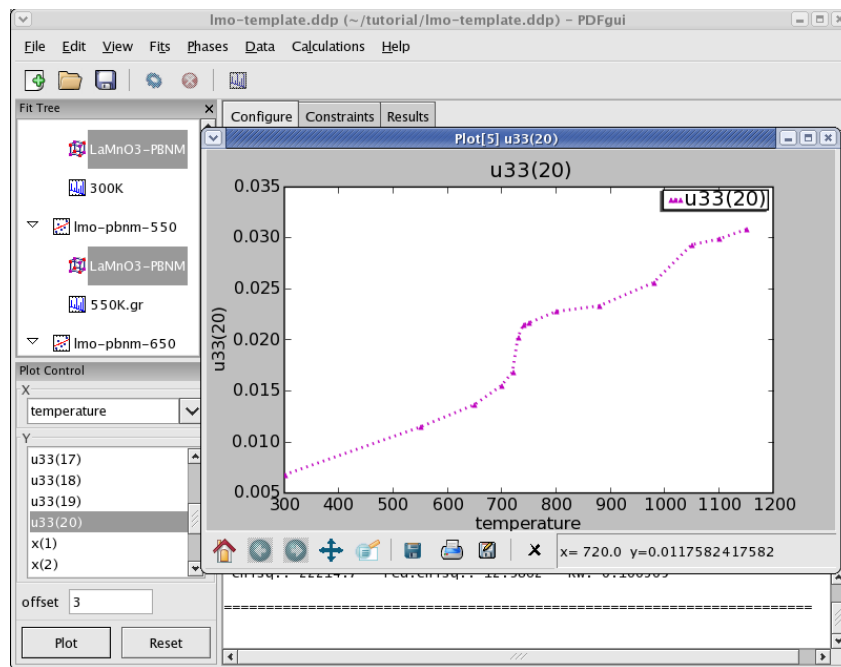 lmo-template.ddp (~/tutorial/lmo-template.ddp) – PDFgui
File Edit View Fits Phases Data Calculations Help
Fit Tree
LaMnO3-PBNM
300K
lmo-pbnm-550
LaMnO3-PBNM
550K.gr
lmo-pbnm-650
Plot Control
X
temperature
Y
u33(17)
u33(18)
u33(19)
u33(20)
x(1)
x(2)
offset 3
Plot Reset
Configure Constraints Results
Plot[5] u33(20)
u33(20)
u33(20)
0.035
0.030
0.025
0.020
0.015
0.010
0.005
u33(20)
300 400 500 600 700 800 900 1000 1100 1200
temperature
x= 720.0 y=0.0117582417582
==============================================================